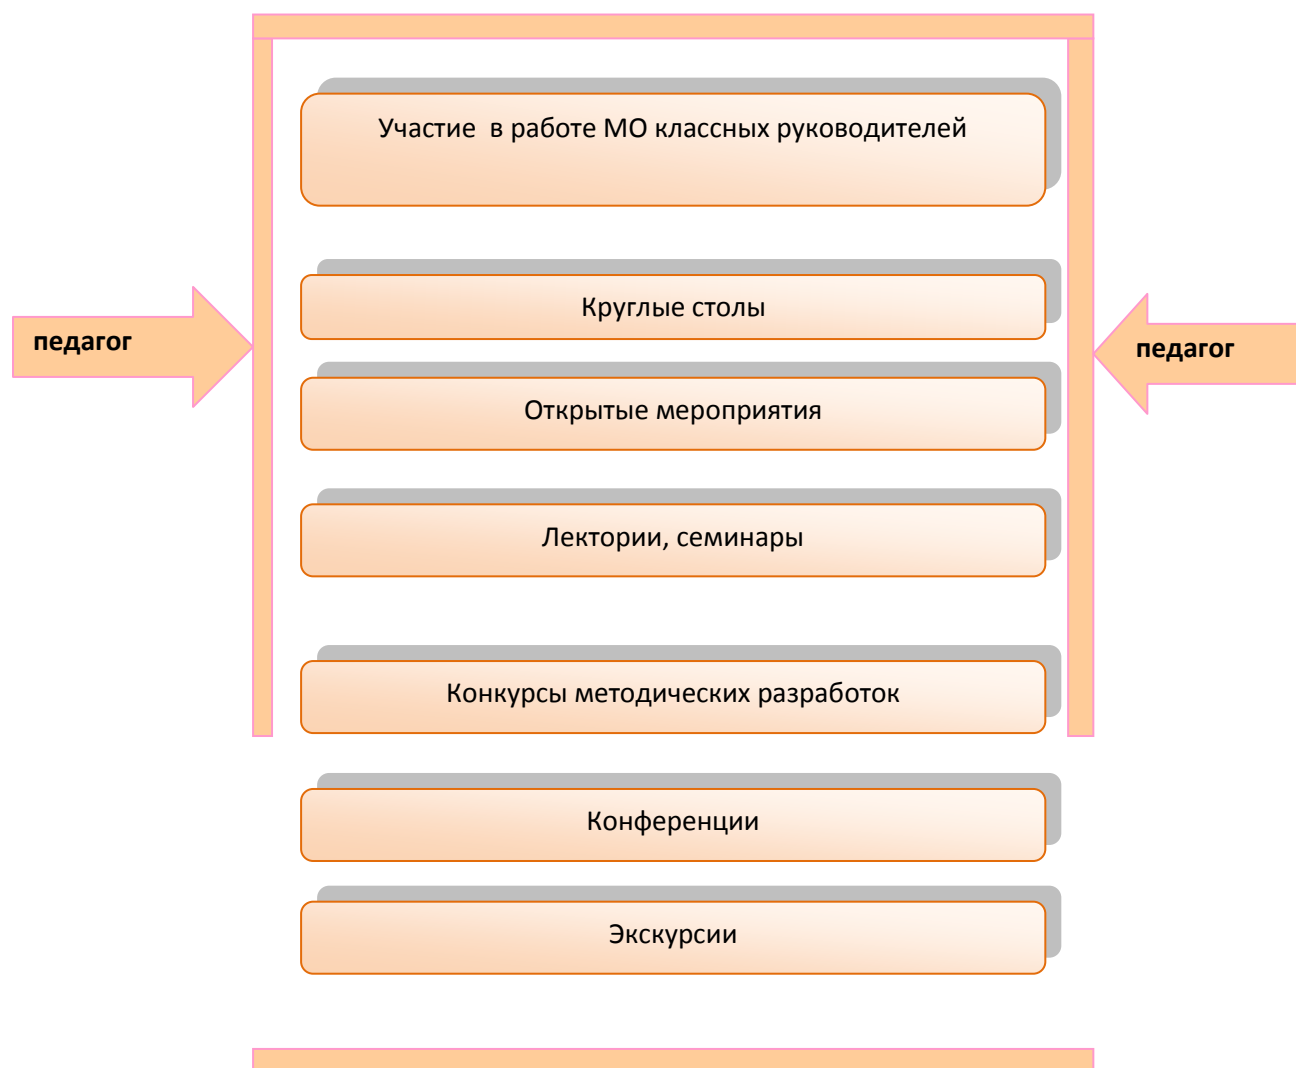 Участие  в работе МО классных руководителей
Круглые столы
педагог
педагог
Открытые мероприятия
Лектории, семинары
Конкурсы методических разработок
Конференции
Экскурсии